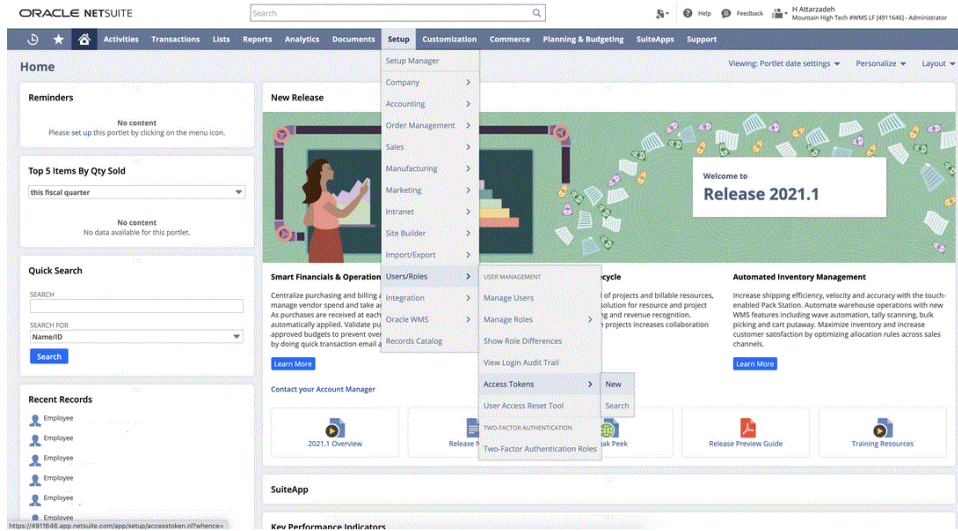 ORACLE NETSUITE
Search
Help
Feedback
H Attarzadeh
Mountain High Tech #WMS LF [4911646] - Administrator
Activities
Transactions
Lists
Reports
Analytics
Documents
Setup
Customization
Commerce
Planning & Budgeting
SuiteApps
Support
Home
Viewing: Portlet date settings
Personalize
Layout
Reminders
No content
Please set up this portlet by clicking on the menu icon.
Top 5 Items By Qty Sold
this fiscal quarter
No content
No data available for this portlet.
Quick Search
SEARCH
SEARCH FOR
Name/ID
Search
Recent Records
Employee
Employee
Employee
Employee
Employee
Employee
https://4911646.app.netsuite.com/app/setup/accesstoken.nl?whence=
New Release
Welcome to
Release 2021.1
Setup Manager
Company
Accounting
Order Management
Sales
Manufacturing
Marketing
Intranet
Site Builder
Import/Export
Users/Roles
Integration
Oracle WMS
Records Catalog
USER MANAGEMENT
Manage Users
Manage Roles
Show Role Differences
View Login Audit Trail
Access Tokens
User Access Reset Tool
TWO-FACTOR AUTHENTICATION
Two-Factor Authentication Roles
New
Search
Smart Financials & Operation
Centralize purchasing and billing
manage vendor spend and take
As purchases are received at each
automatically applied. Validate
approved budgets to prevent
by doing quick transaction email
Learn More
Contact your Account Manager
of projects and billable resources,
solution for resource and project
and revenue recognition.
projects increases collaboration
Automated Inventory Management
Increase shipping efficiency, velocity and accuracy with the touch-
enabled Pack Station. Automate warehouse operations with new
WMS features including wave automation, tally scanning, bulk
picking and cart putaway. Maximize inventory and increase
customer satisfaction by optimizing allocation rules across sales
channels.
Learn More
2021.1 Overview
Release
Peek
Release Preview Guide
Training Resources
SuiteApp
Key Performance Indicators